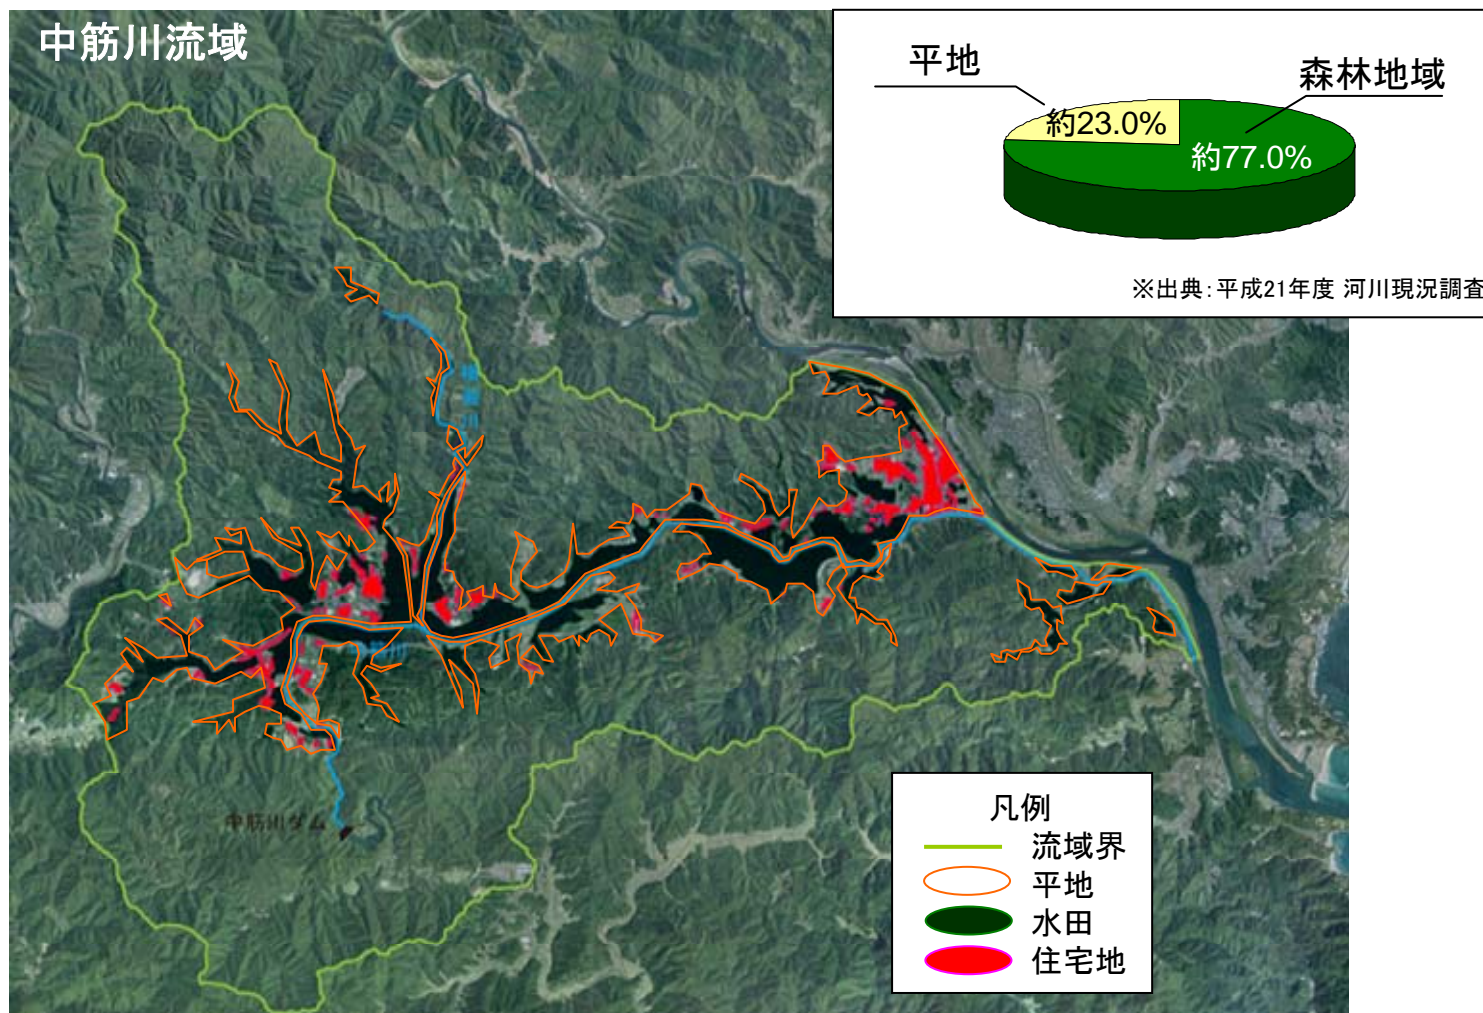 中筋川流域
平地
森林地域
約23.0%
約77.0%
※出典：平成21年度 河川現況調査
中筋川ダム
凡例
流域界
平地
水田
住宅地